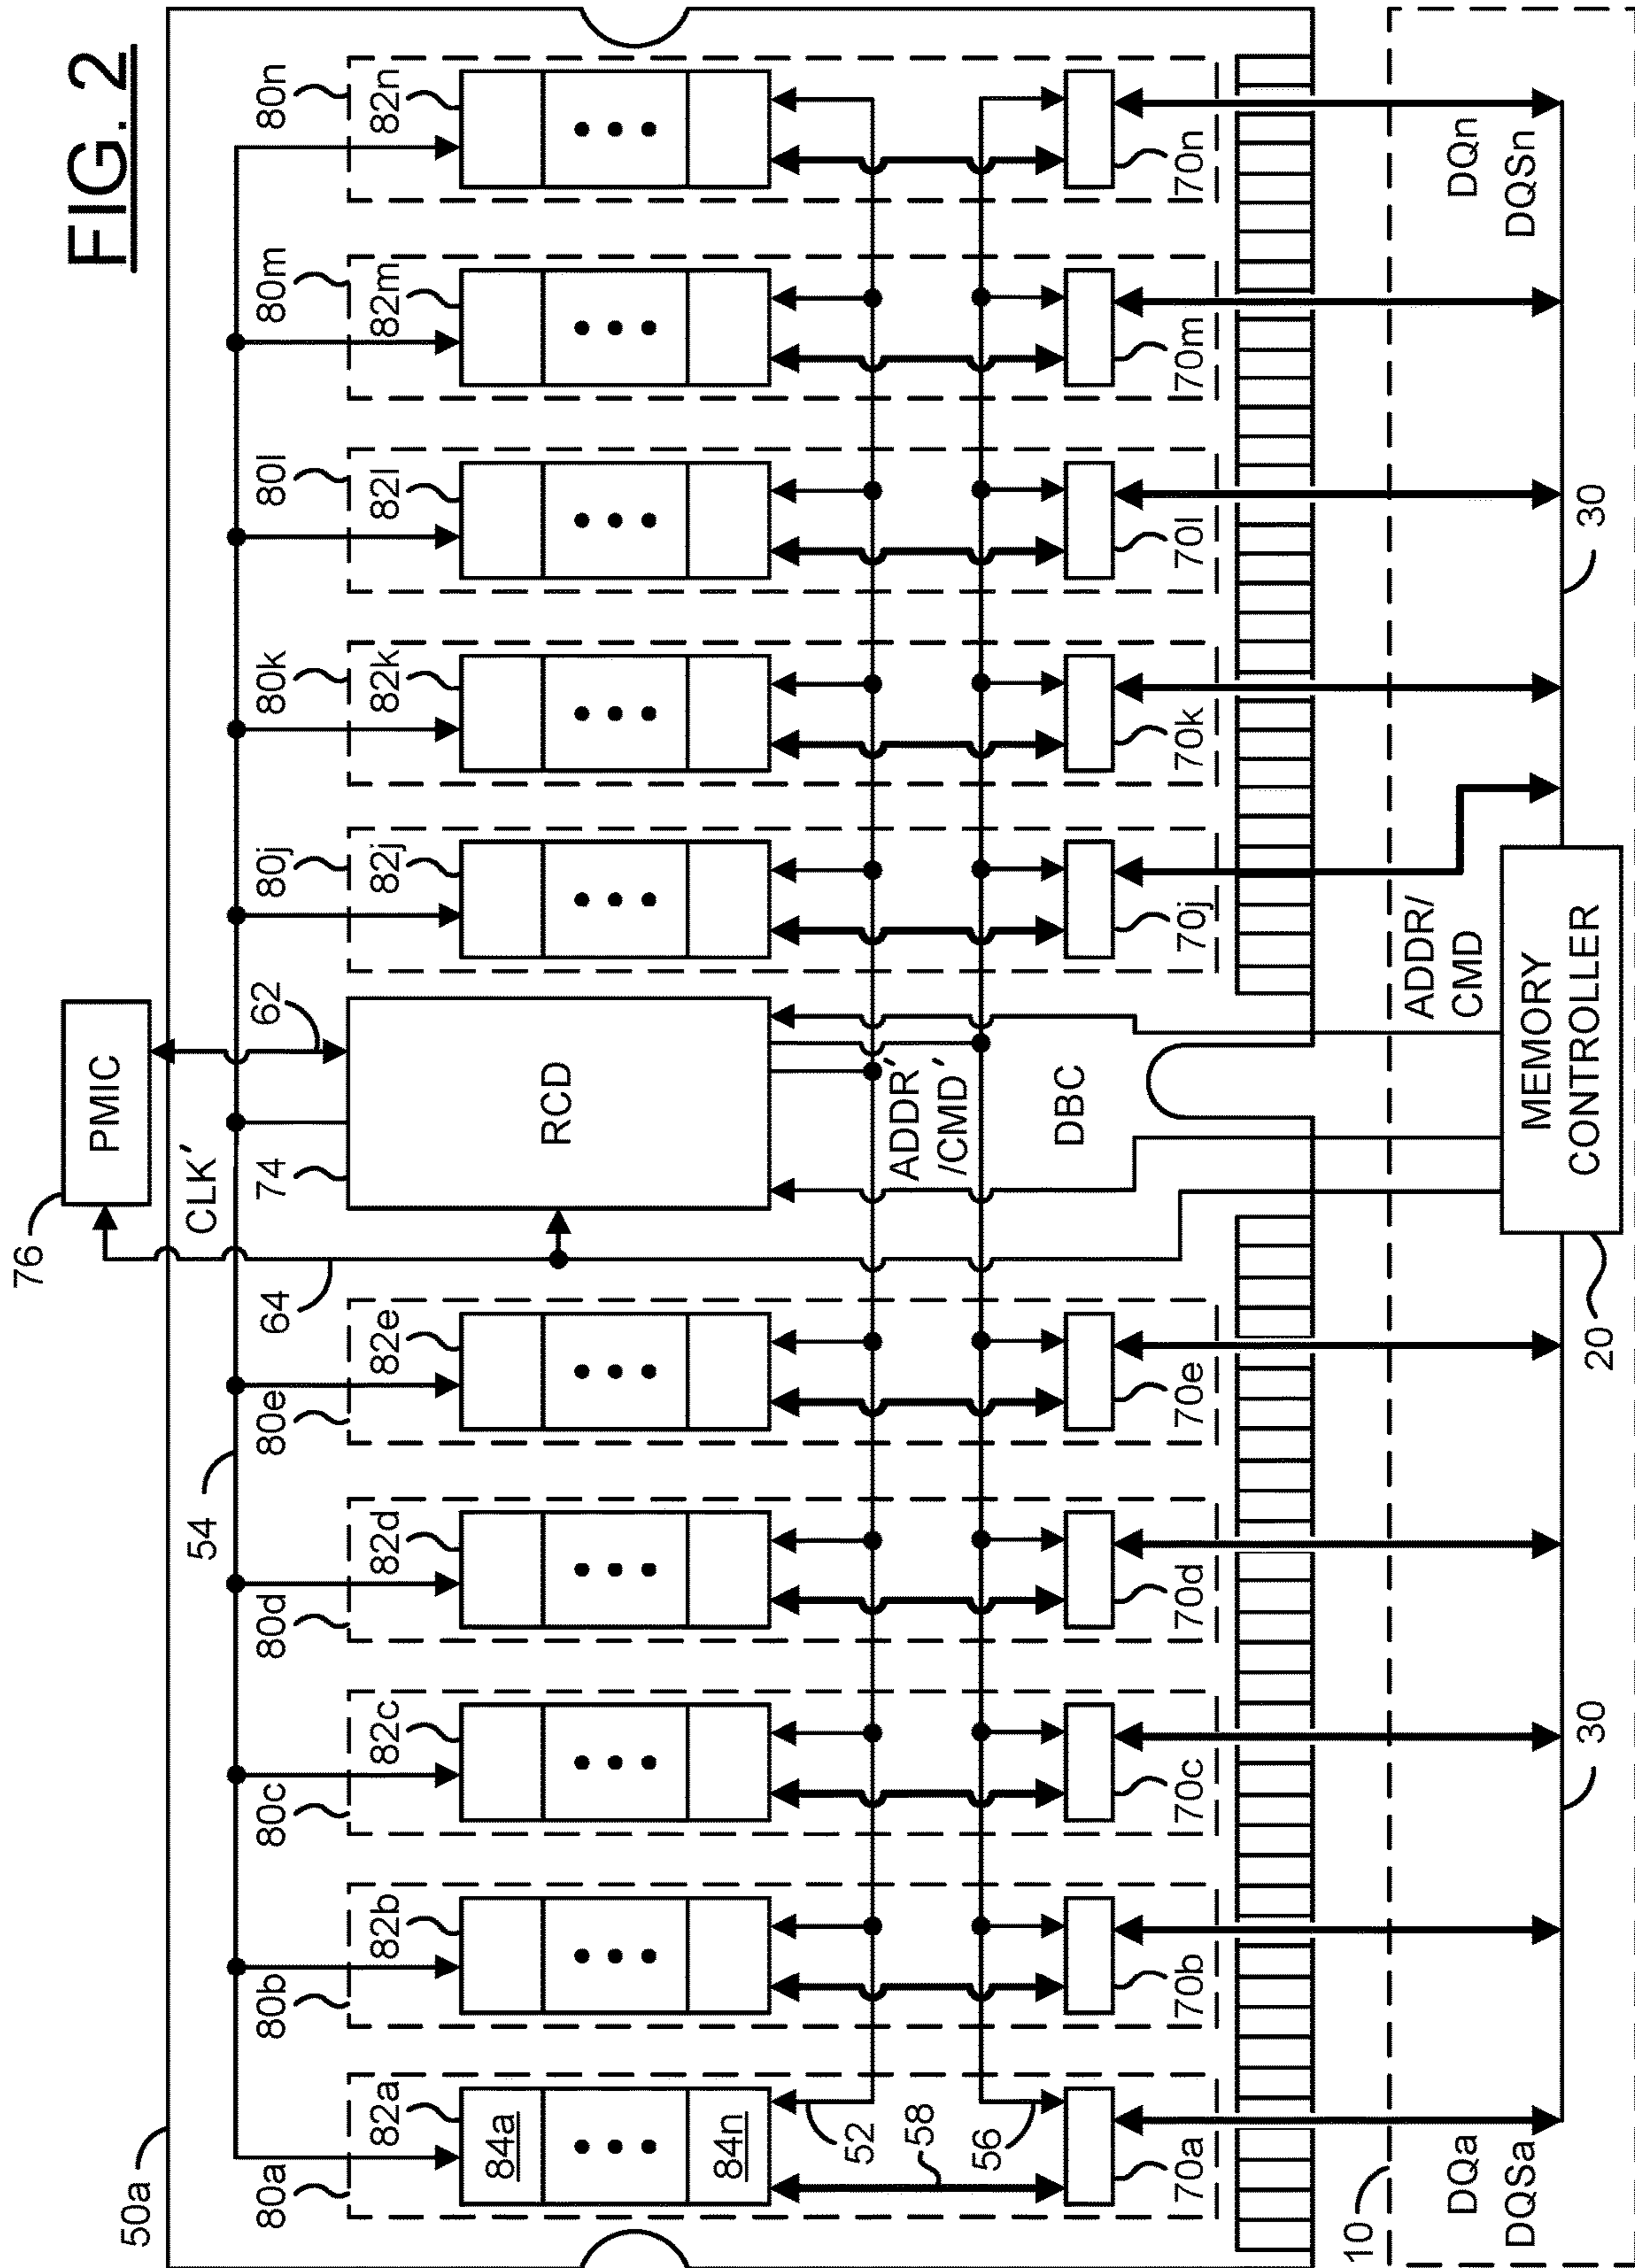 FIG. 2
50a
76
PMIC
CLK′
62
54
64
74
80a
82a
80b
82b
80c
82c
80d
82d
80e
82e
80j
82j
80k
82k
80l
82l
80m
82m
80n
82n
84a
84n
RCD
52
58
56
ADDR′
/CMD′
DBC
70a
70b
70c
70d
70e
70j
70k
70l
70m
70n
10
DQa
DQSa
ADDR/
CMD
DQn
DQSn
30
20
MEMORY
CONTROLLER
30